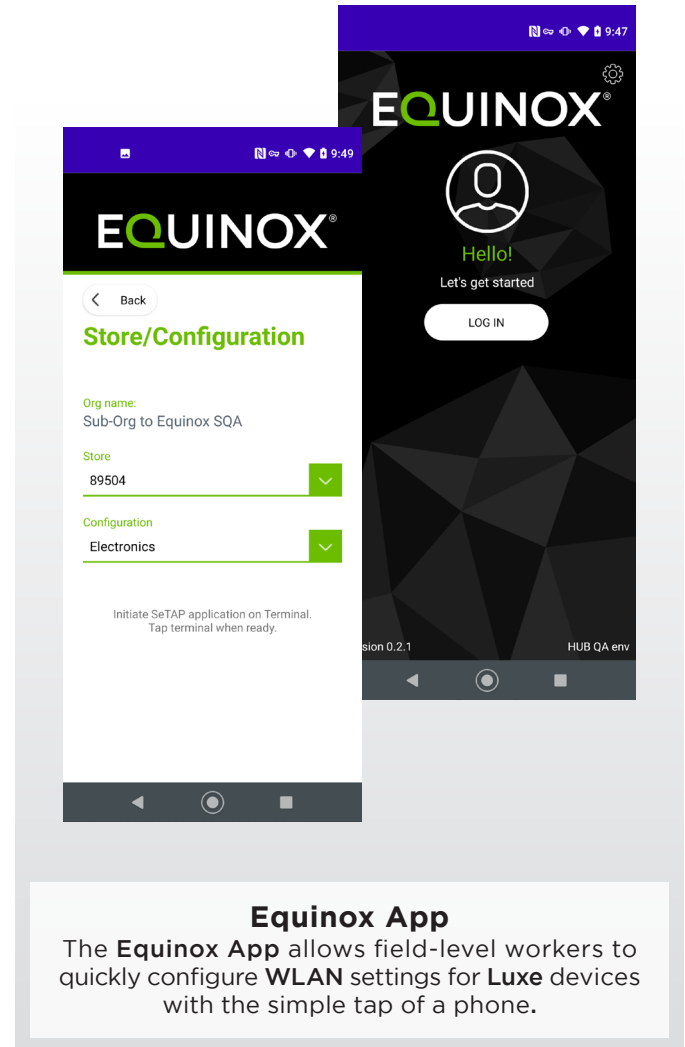 9:47
EQUINOX®
Hello!
Let's get started
LOG IN
sion 0.2.1
HUB QA env
9:49
EQUINOX®
Back
Store/Configuration
Org name:
Sub-Org to Equinox SQA
Store
89504
Configuration
Electronics
Initiate SeTAP application on Terminal.
Tap terminal when ready.
Equinox App
The Equinox App allows field-level workers to
quickly configure WLAN settings for Luxe devices
with the simple tap of a phone.